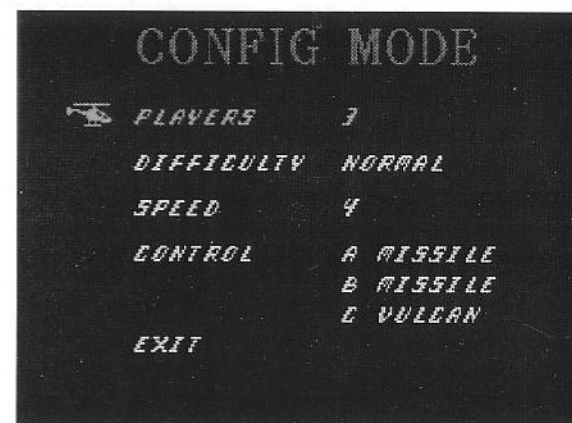 CONFIG MODE
PLAYERS 3
DIFFICULTY NORMAL
SPEED 4
CONTROL A MISSILE
B MISSILE
C VULCAN
EXIT